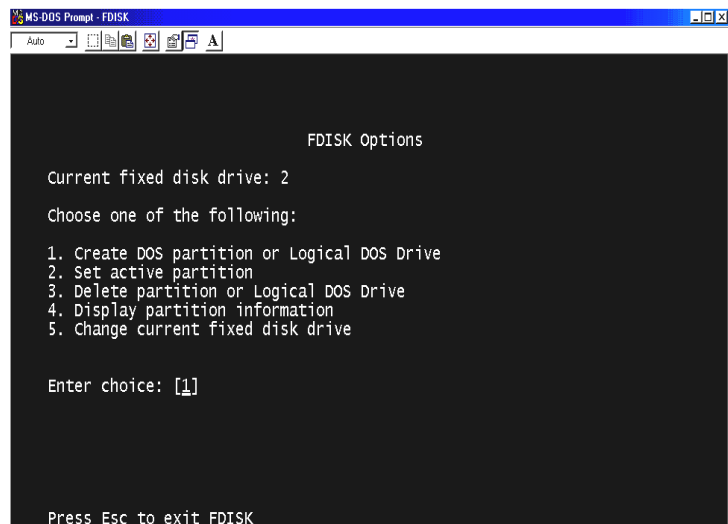 MS-DOS Prompt - FDISK
Auto
A
FDISK Options
Current fixed disk drive: 2
Choose one of the following:
1. Create DOS partition or Logical DOS Drive
2. Set active partition
3. Delete partition or Logical DOS Drive
4. Display partition information
5. Change current fixed disk drive
Enter choice: [1]
Press Esc to exit FDISK